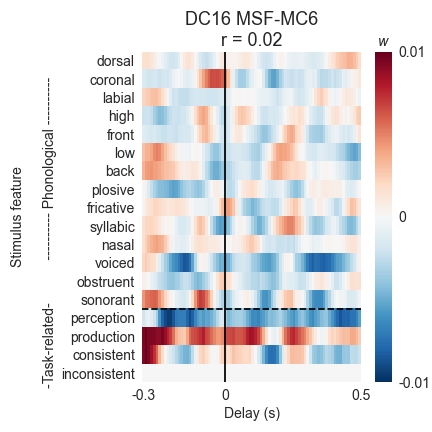 DC16 MSF-MC6
r = 0.02
w
dorsal
coronal
labial
high
front
low
back
plosive
fricative
syllabic
nasal
voiced
obstruent
sonorant
perception
production
consistent
inconsistent
Stimulus feature
-Task-related- ---------- Phonological ----------
0.01
0
-0.01
-0.3 0 0.5
Delay (s)